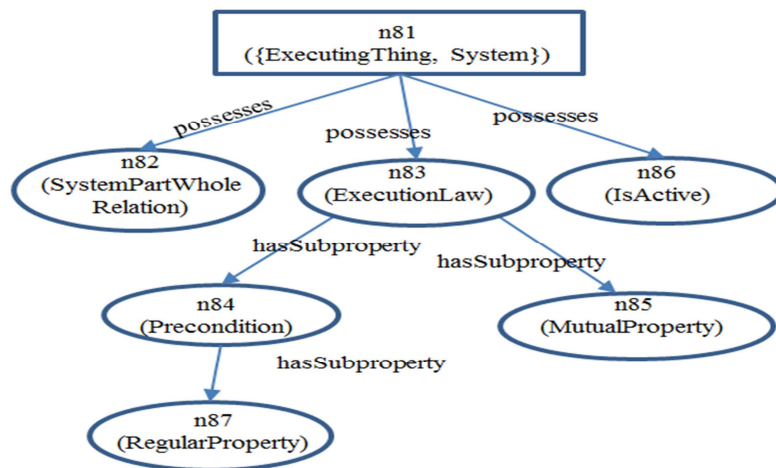 n81
({ExecutingThing, System})
possesses
possesses
possesses
n82
(SystemPartWhole
Relation)
n83
(ExecutionLaw)
n86
(IsActive)
hasSubproperty
hasSubproperty
n84
(Precondition)
n85
(MutualProperty)
hasSubproperty
n87
(RegularProperty)